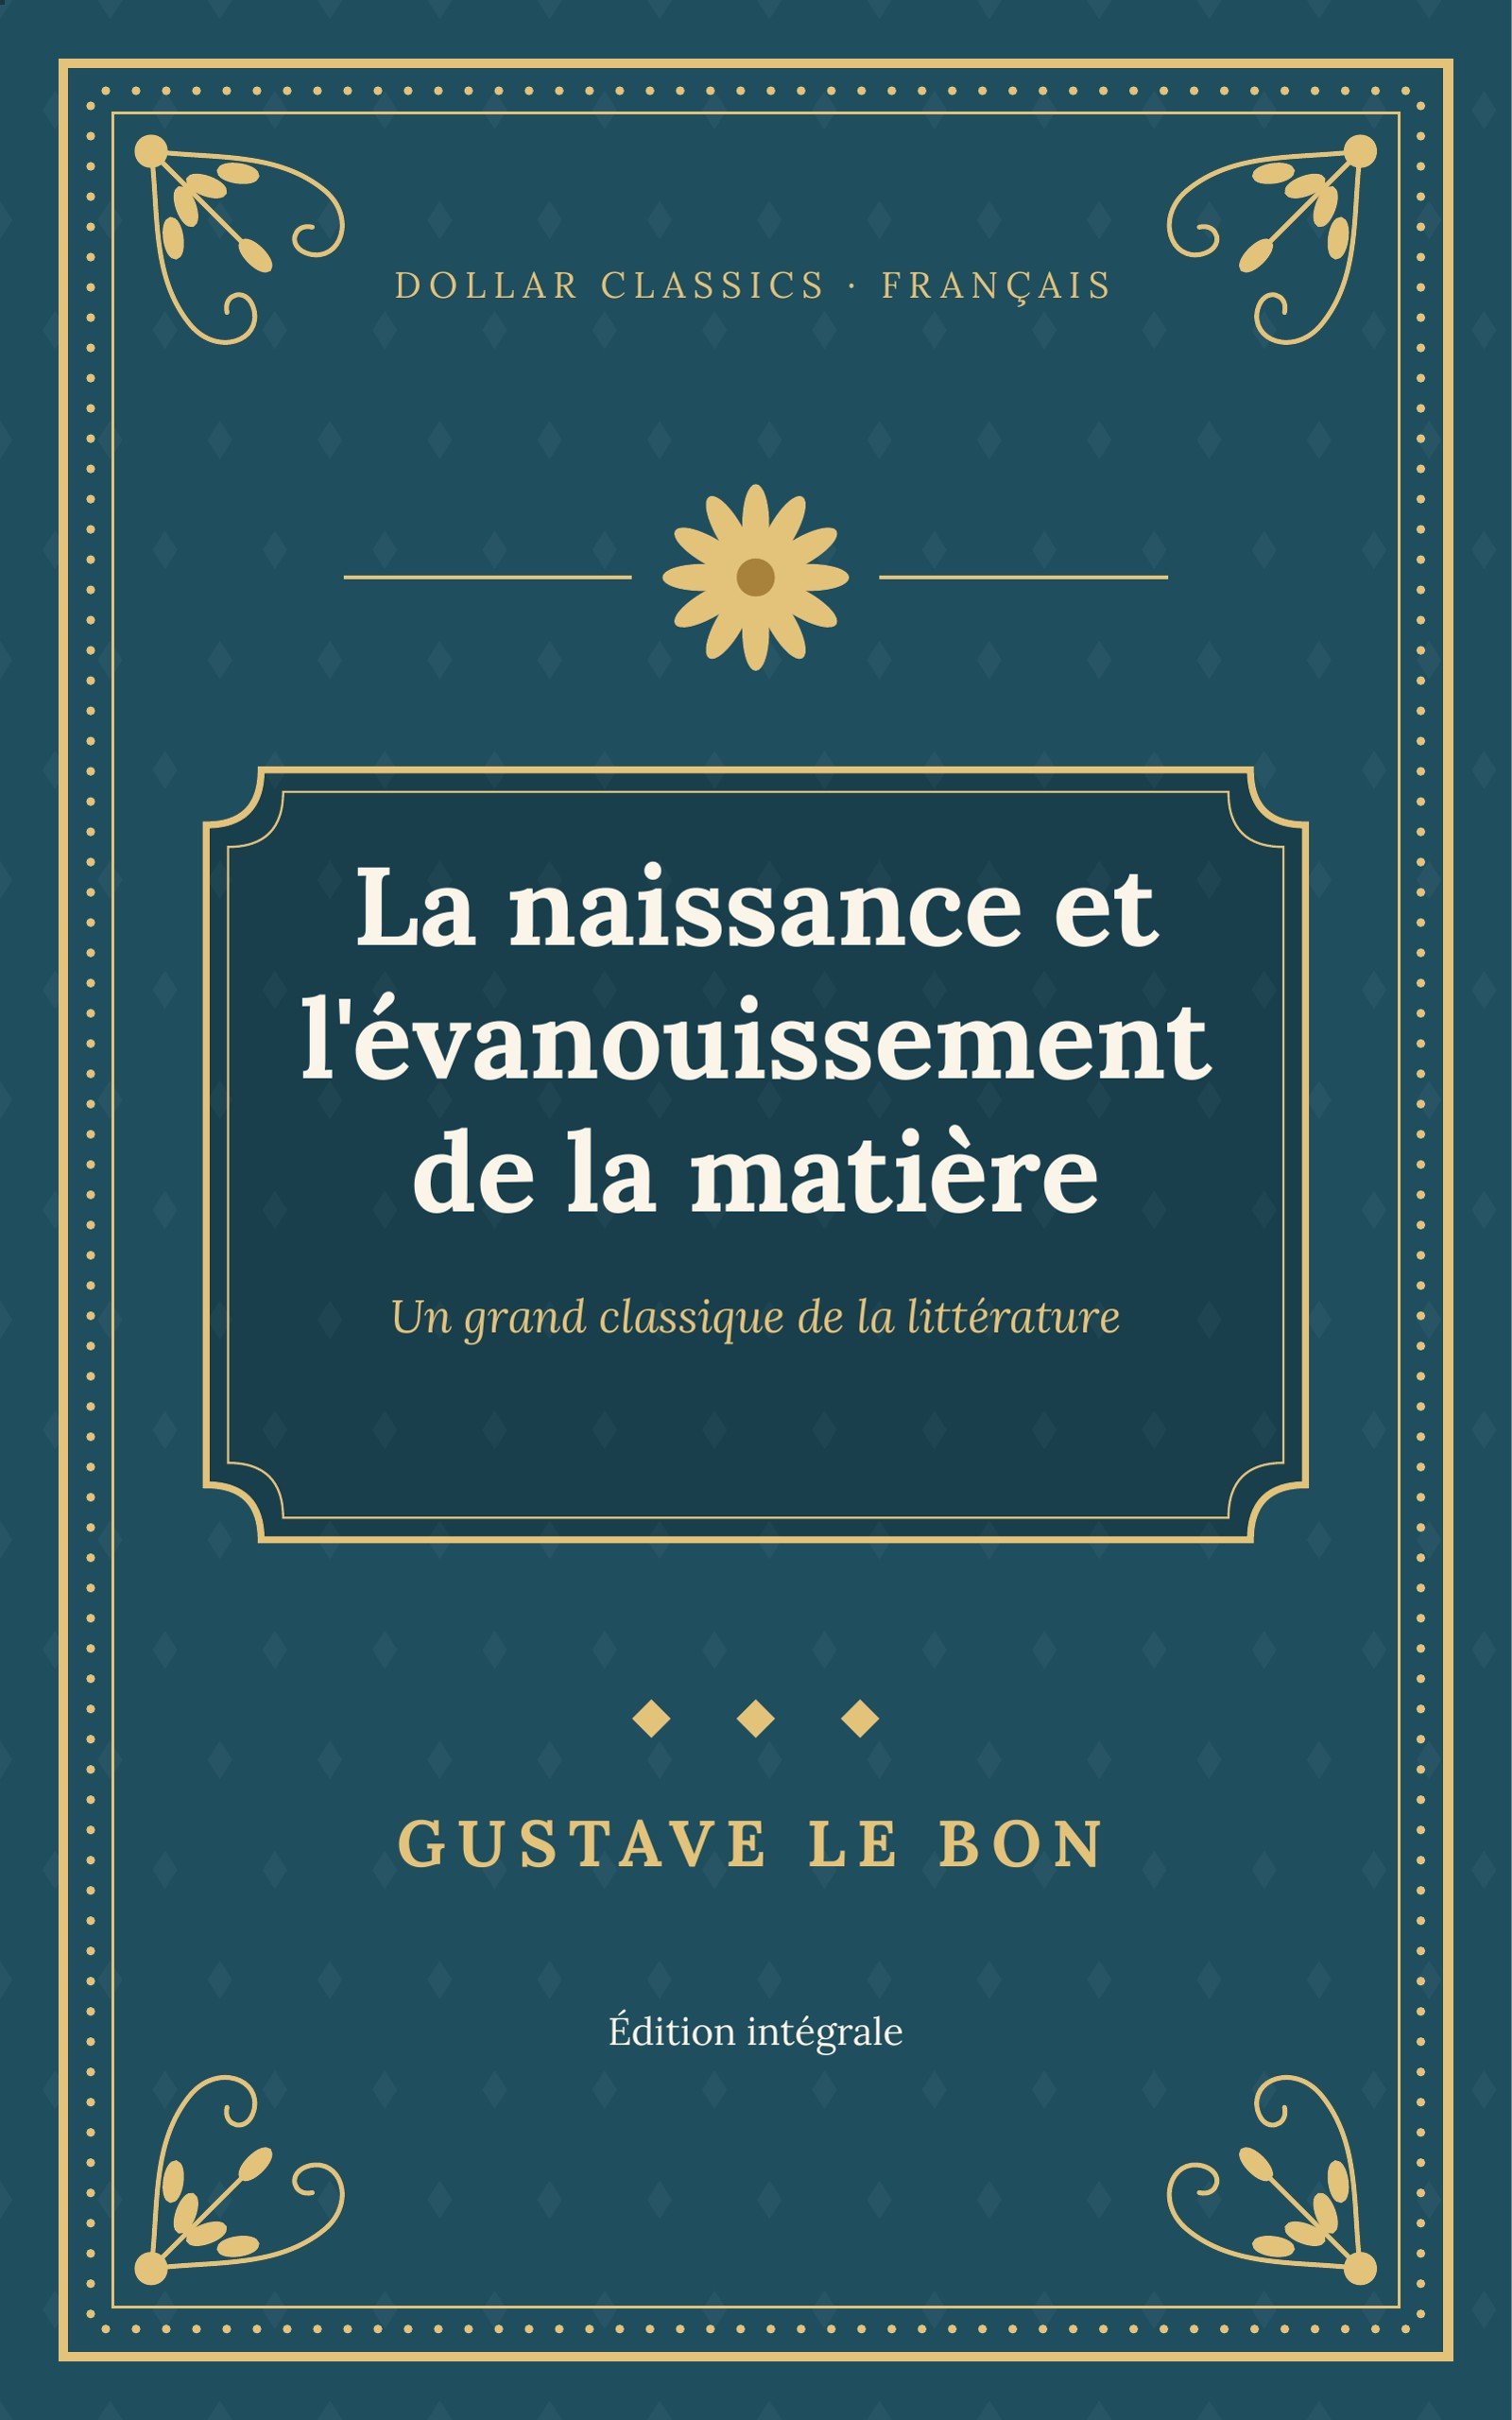 DOLLAR CLASSICS · FRANÇAIS
La naissance et
l'évanouissement
de la matière
Un grand classique de la littérature
GUSTAVE LE BON
Édition intégrale